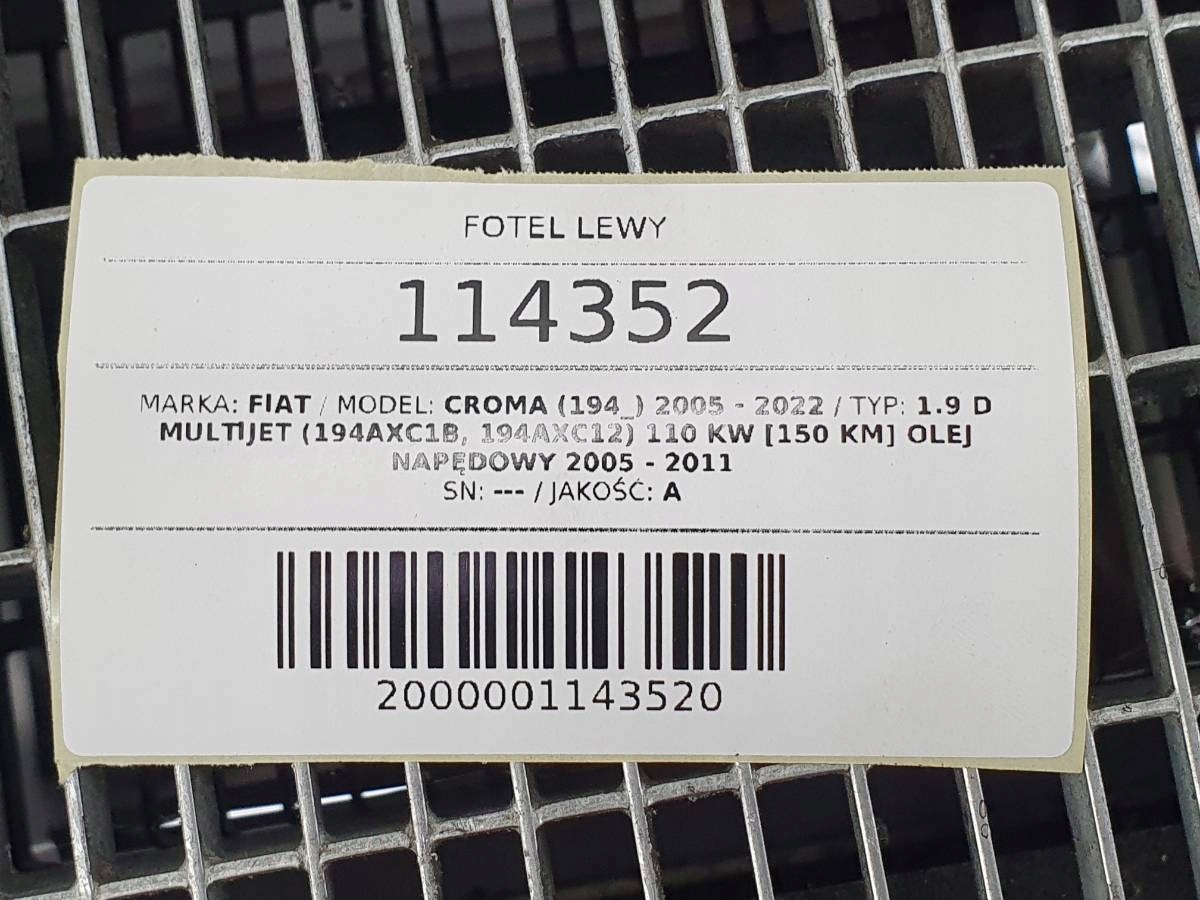 FOTEL LEWY
114352
MARKA: FIAT / MODEL: CROMA (194_) 2005 - 2022 / TYP: 1.9 D
MULTIJET (194AXC1B, 194AXC12) 110 KW [150 KM] OLEJ
NAPĘDOWY 2005 - 2011
SN: --- / JAKOŚĆ: A
2000001143520